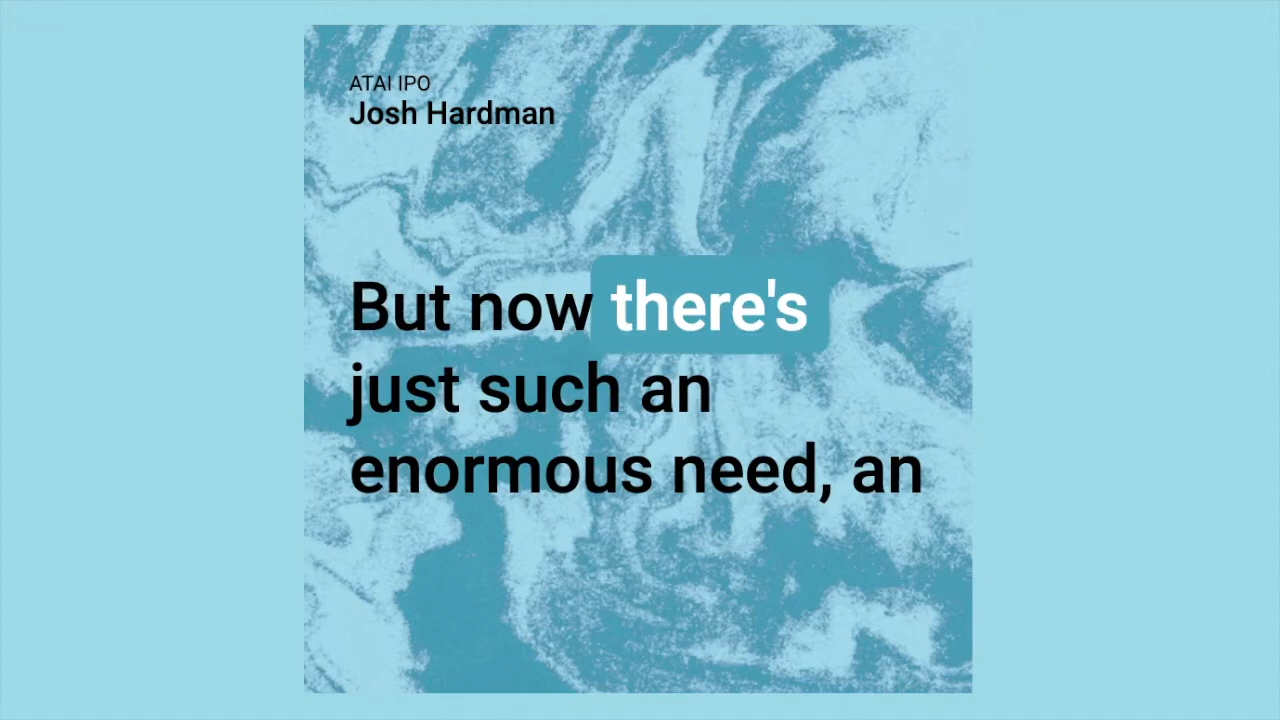 ATAI IPO
Josh Hardman
But now there's
just such an
enormous need, an